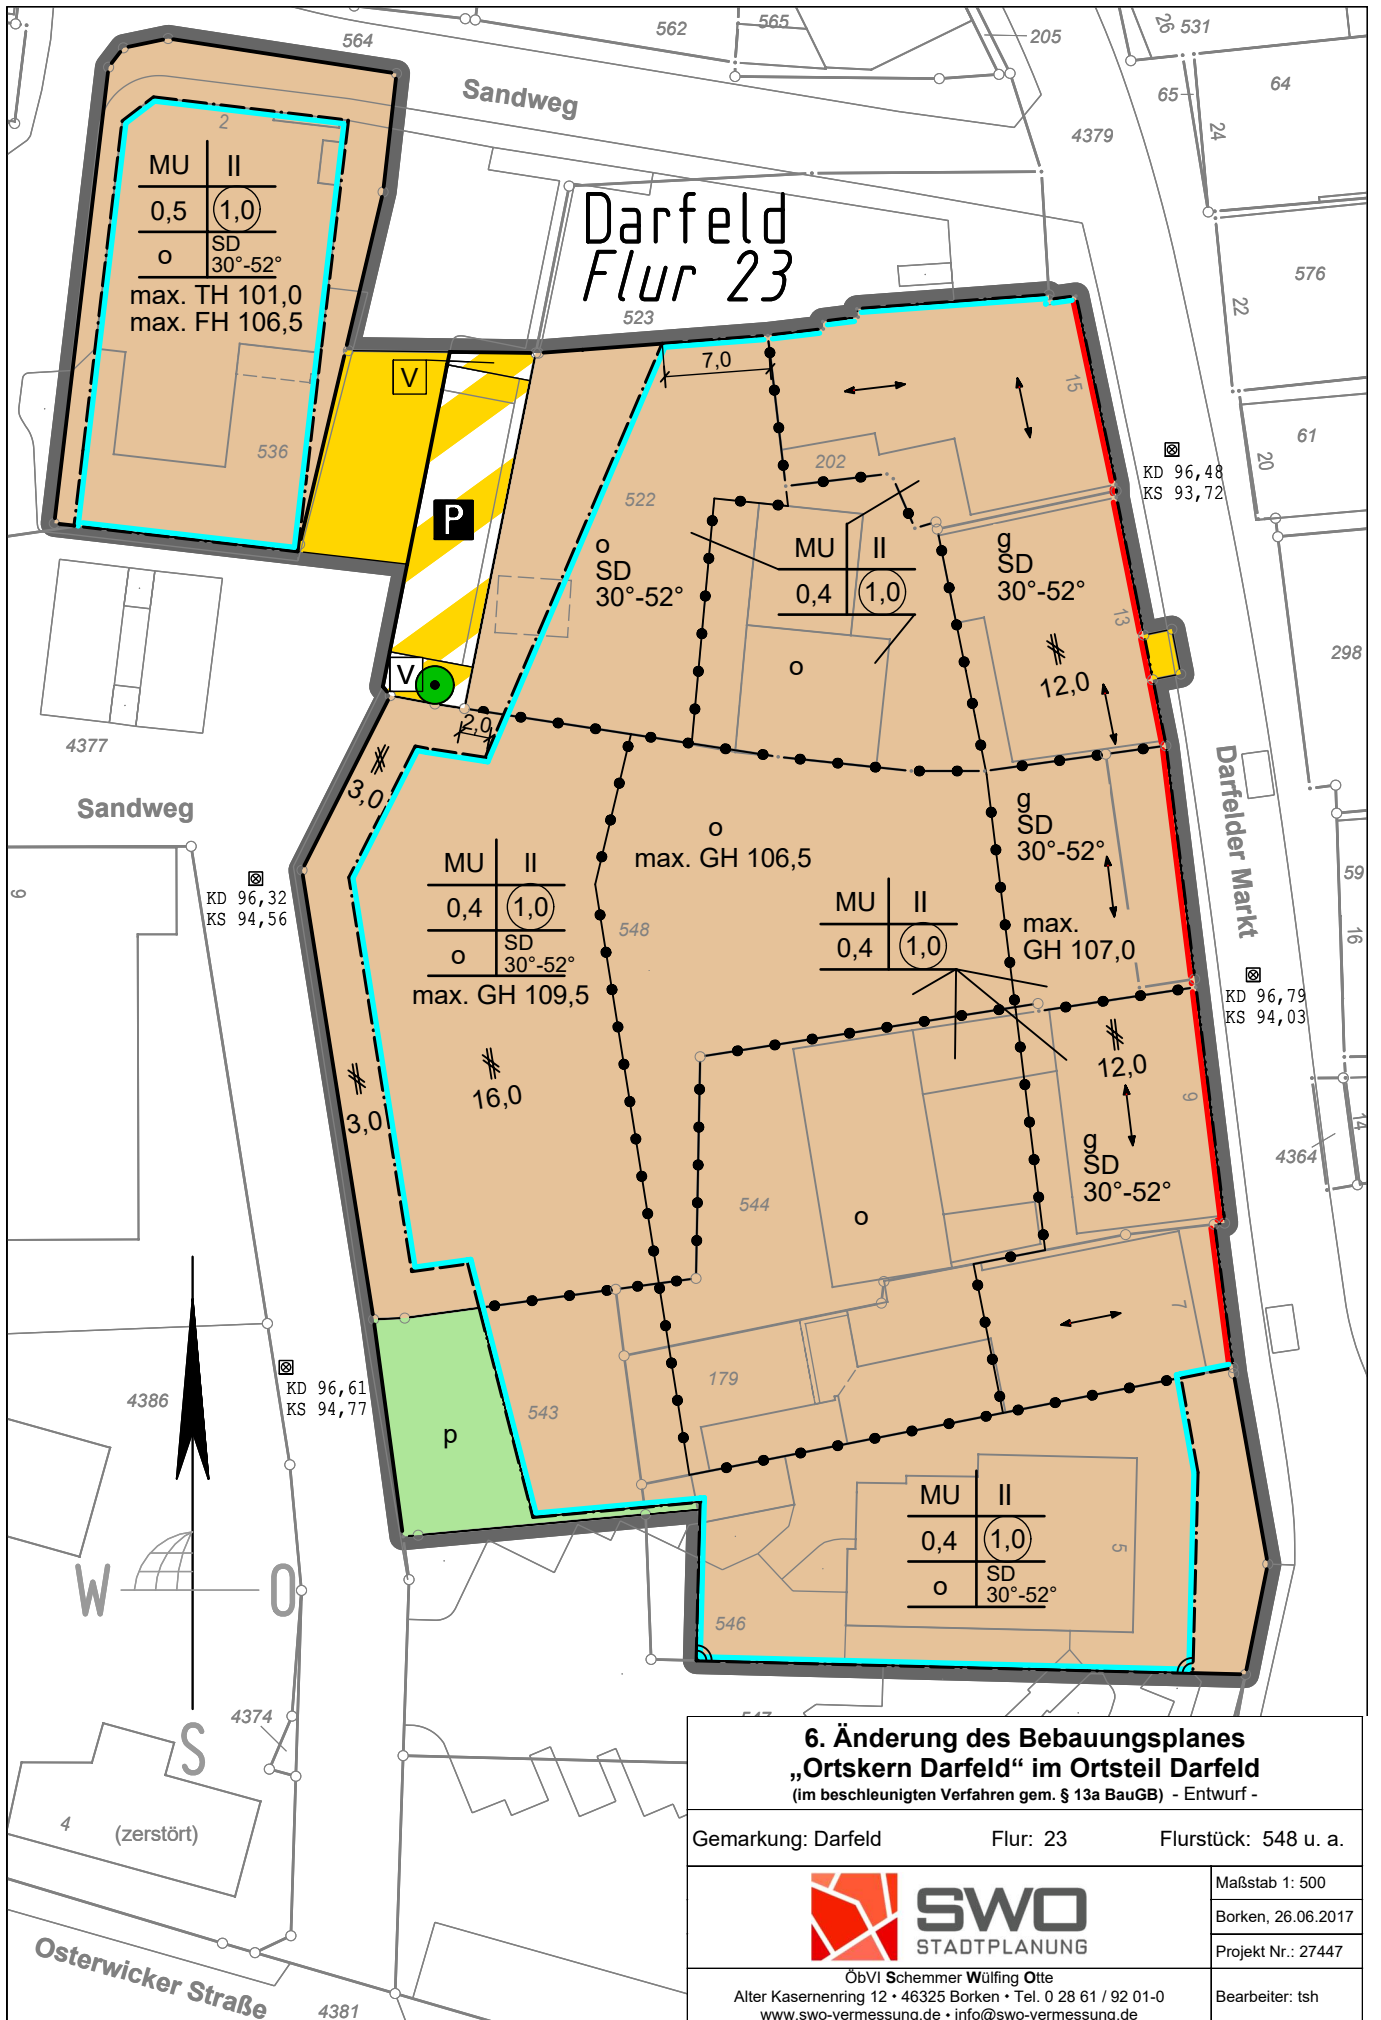 564
562
565
205
26
531
64
65
24
4379
Sandweg
2
MU II
0,5 1,0
o SD
30°-52°
max. TH 101,0
max. FH 106,5
Darfeld
Flur 23
523
576
22
V
7,0
15
61
20
536
202
KD 96,48
KS 93,72
522
P
o
SD
30°-52°
MU II
0,4 1,0
g
SD
30°-52°
13
298
o
12,0
V
2,0
4377
3,0
Sandweg
Darfelder Markt
g
SD
30°-52°
o
max. GH 106,5
59
9
KD 96,32
KS 94,56
MU II
0,4 1,0
o SD
30°-52°
max. GH 109,5
548
MU II
0,4 1,0
max.
GH 107,0
16
KD 96,79
KS 94,03
16,0
12,0
3,0
9
14
4364
g
SD
30°-52°
544
o
7
KD 96,61
KS 94,77
179
4386
543
p
MU II
0,4 1,0
o SD
30°-52°
5
W O
546
4374
S
547
4
(zerstört)
Osterwicker Straße
4381
6. Änderung des Bebauungsplanes
„Ortskern Darfeld“ im Ortsteil Darfeld
(im beschleunigten Verfahren gem. § 13a BauGB) - Entwurf -
Gemarkung: Darfeld Flur: 23 Flurstück: 548 u. a.
SWO
STADTPLANUNG
Maßstab 1: 500
Borken, 26.06.2017
Projekt Nr.: 27447
ÖbVI Schemmer Wülfing Otte
Alter Kasernenring 12 • 46325 Borken • Tel. 0 28 61 / 92 01-0
www.swo-vermessung.de • info@swo-vermessung.de
Bearbeiter: tsh